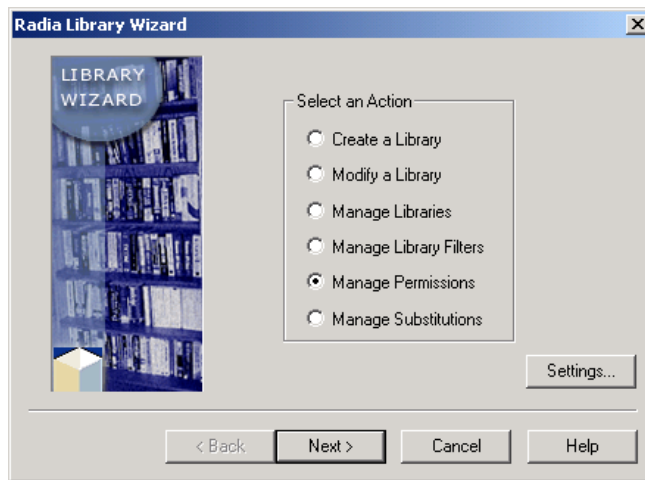 Radia Library Wizard
LIBRARY
WIZARD
Select an Action
Create a Library
Modify a Library
Manage Libraries
Manage Library Filters
Manage Permissions
Manage Substitutions
Settings...
< Back
Next >
Cancel
Help